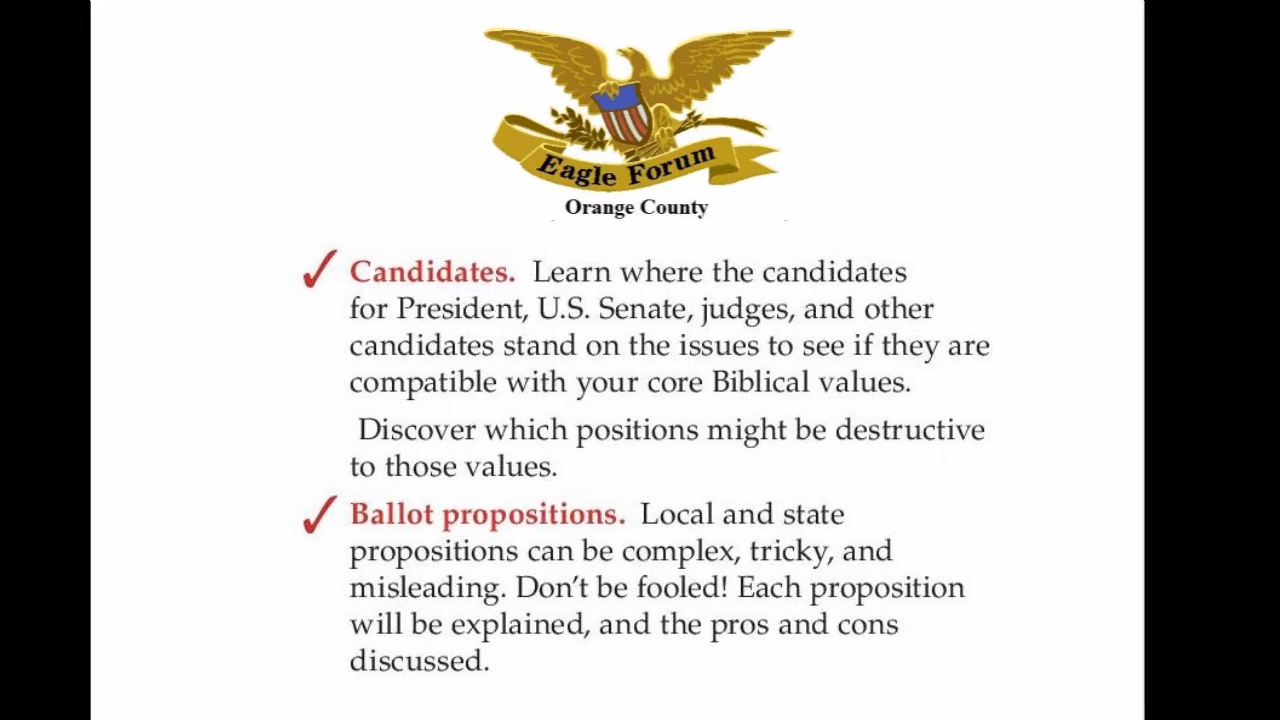 Eagle Forum
Orange County
✓ Candidates. Learn where the candidates
for President, U.S. Senate, judges, and other
candidates stand on the issues to see if they are
compatible with your core Biblical values.
Discover which positions might be destructive
to those values.
✓ Ballot propositions. Local and state
propositions can be complex, tricky, and
misleading. Don't be fooled! Each proposition
will be explained, and the pros and cons
discussed.